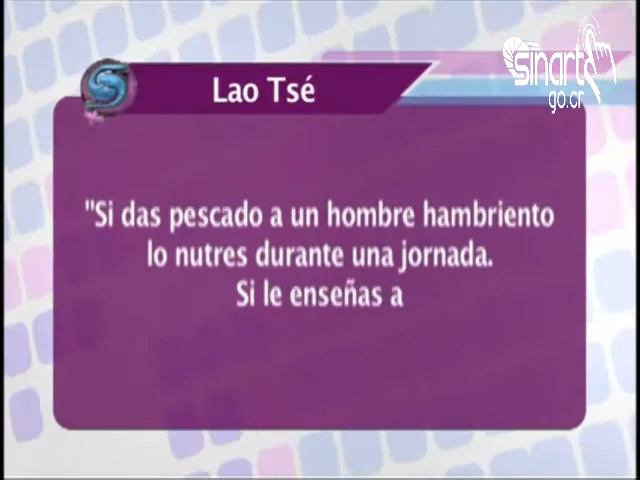 sinart
go.cr
Lao Tsé
"Si das pescado a un hombre hambriento
lo nutres durante una jornada.
Si le enseñas a